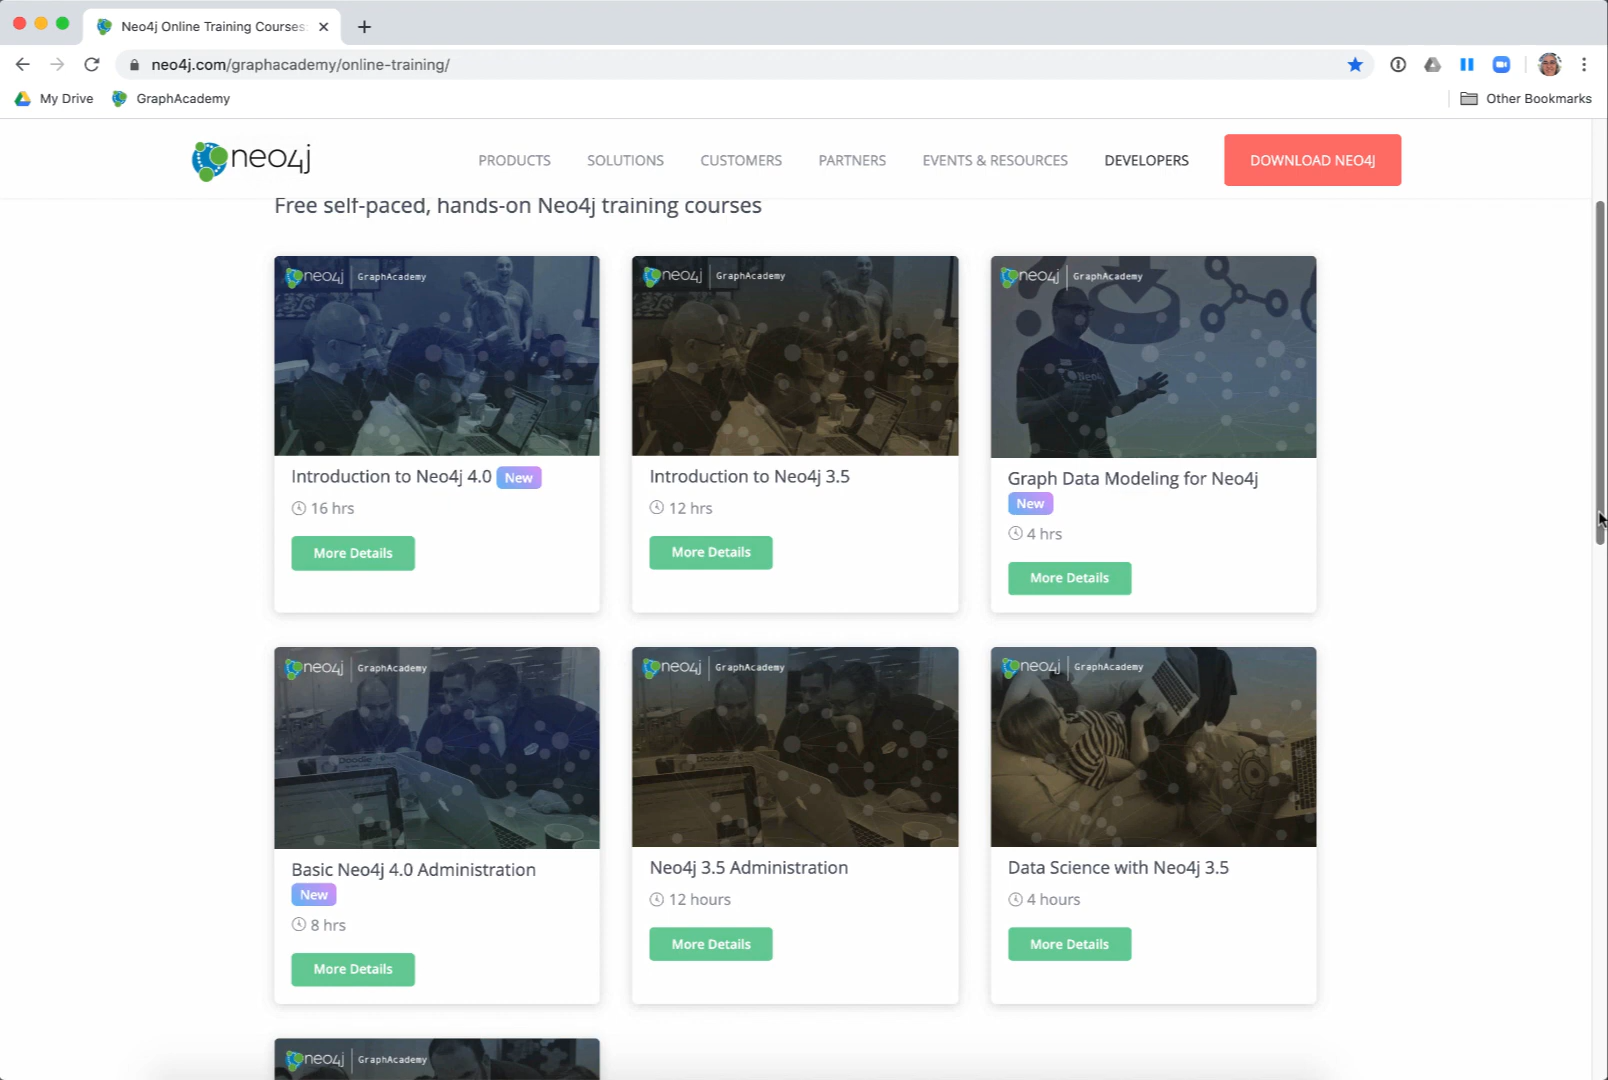 Neo4j Online Training Courses
neo4j.com/graphacademy/online-training/
My Drive
GraphAcademy
Other Bookmarks
neo4j
PRODUCTS
SOLUTIONS
CUSTOMERS
PARTNERS
EVENTS & RESOURCES
DEVELOPERS
DOWNLOAD NEO4J
Free self-paced, hands-on Neo4j training courses
neo4j GraphAcademy
Introduction to Neo4j 4.0 New
16 hrs
More Details
neo4j GraphAcademy
Introduction to Neo4j 3.5
12 hrs
More Details
neo4j GraphAcademy
Graph Data Modeling for Neo4j
New
4 hrs
More Details
neo4j GraphAcademy
Basic Neo4j 4.0 Administration
New
8 hrs
More Details
neo4j GraphAcademy
Neo4j 3.5 Administration
12 hours
More Details
neo4j GraphAcademy
Data Science with Neo4j 3.5
4 hours
More Details
neo4j GraphAcademy